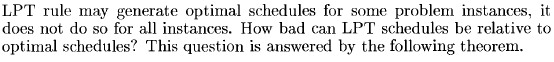 LPT rule may generate optimal schedules for some problem instances, it
does not do so for all instances. How bad can LPT schedules be relative to
optimal schedules? This question is answered by the following theorem.